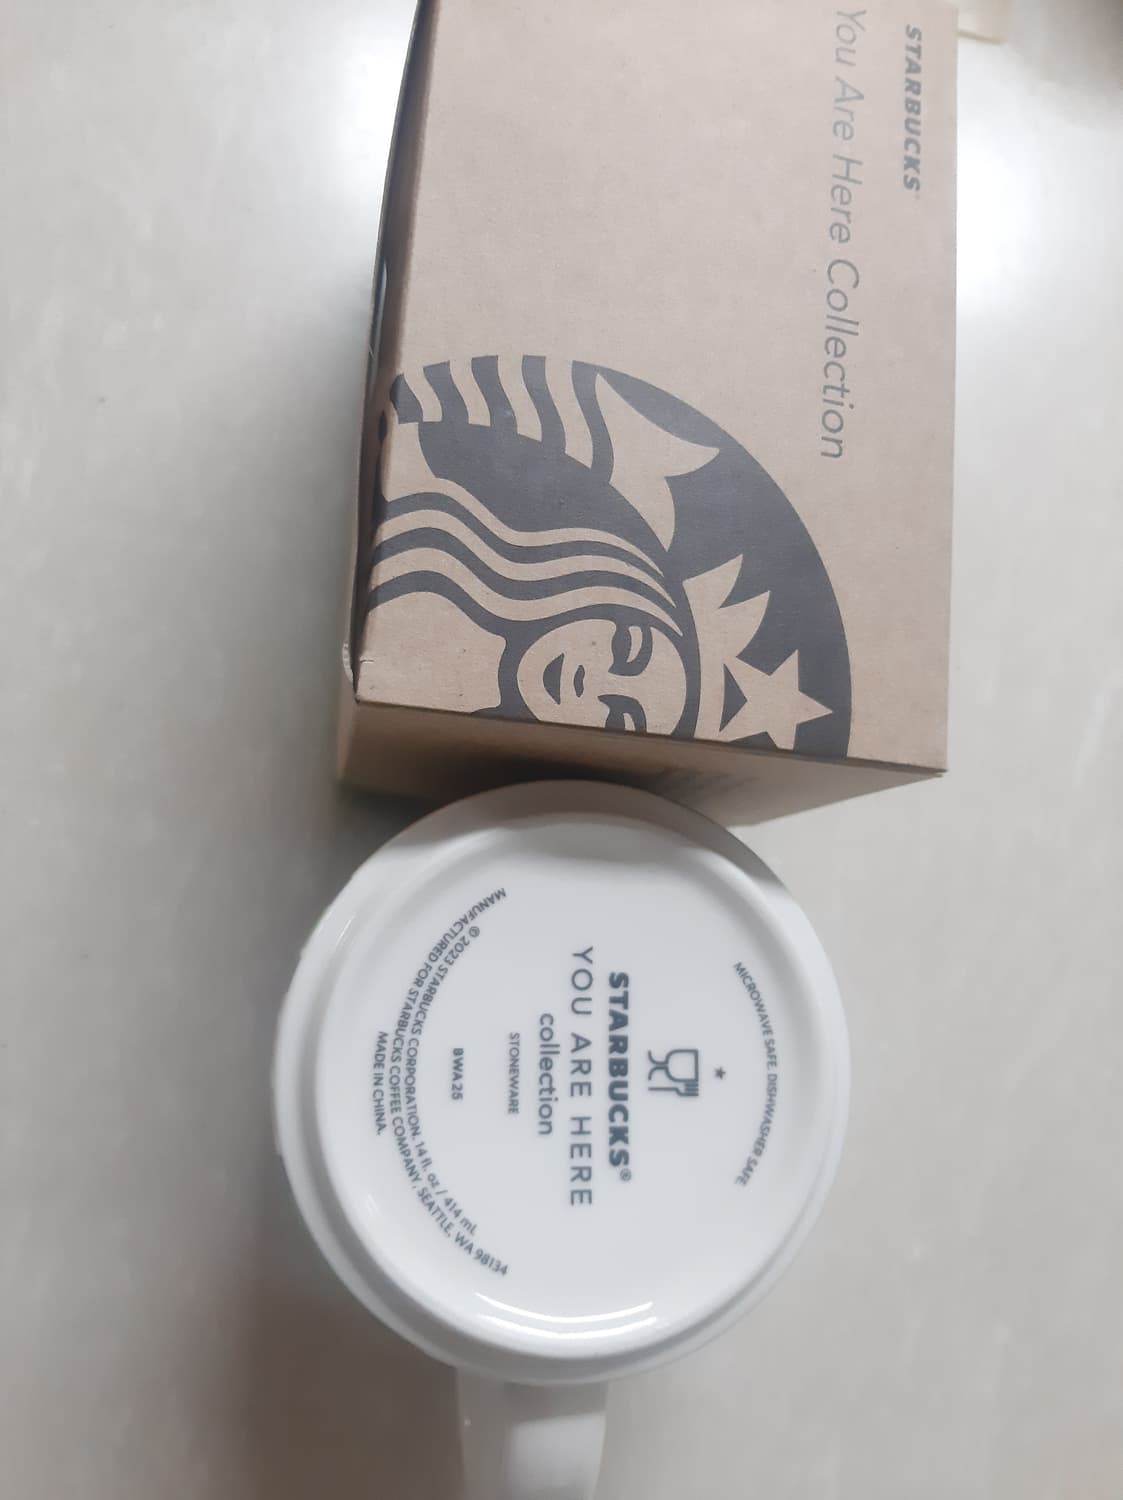 STARBUCKS
You Are Here Collection
MICROWAVE SAFE. DISHWASHER SAFE.
STARBUCKS®
YOU ARE HERE
collection
STONEWARE
BWA25
© 2023 STARBUCKS CORPORATION. 14 fl. oz / 414 mL
MANUFACTURED FOR STARBUCKS COFFEE COMPANY, SEATTLE, WA 98134
MADE IN CHINA.